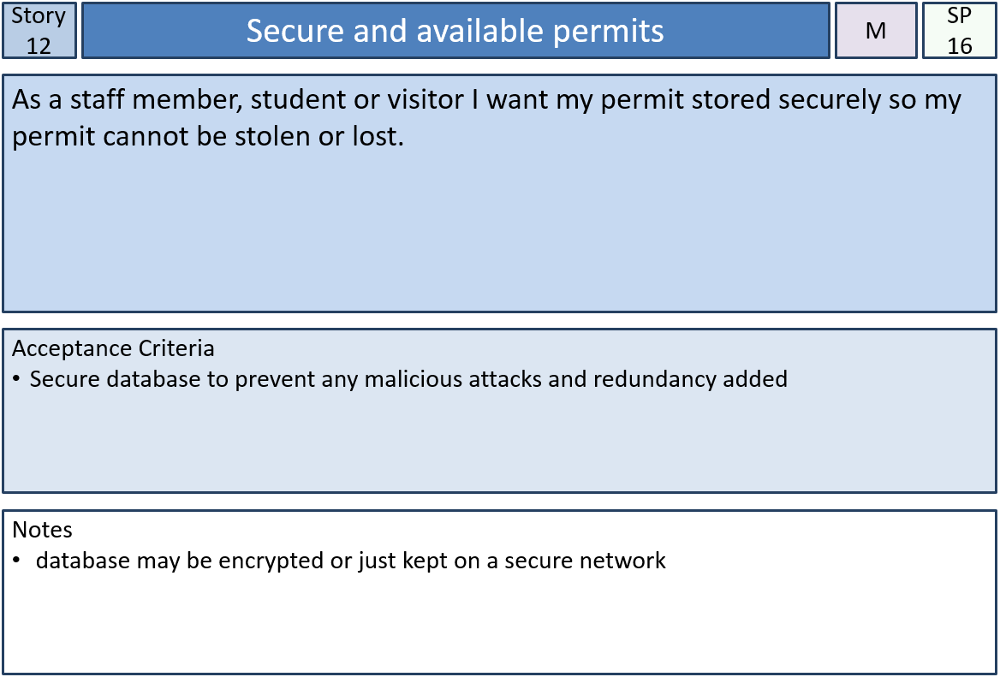 Story
12
Secure and available permits
M
SP
16
As a staff member, student or visitor I want my permit stored securely so my
permit cannot be stolen or lost.
Acceptance Criteria
• Secure database to prevent any malicious attacks and redundancy added
Notes
• database may be encrypted or just kept on a secure network